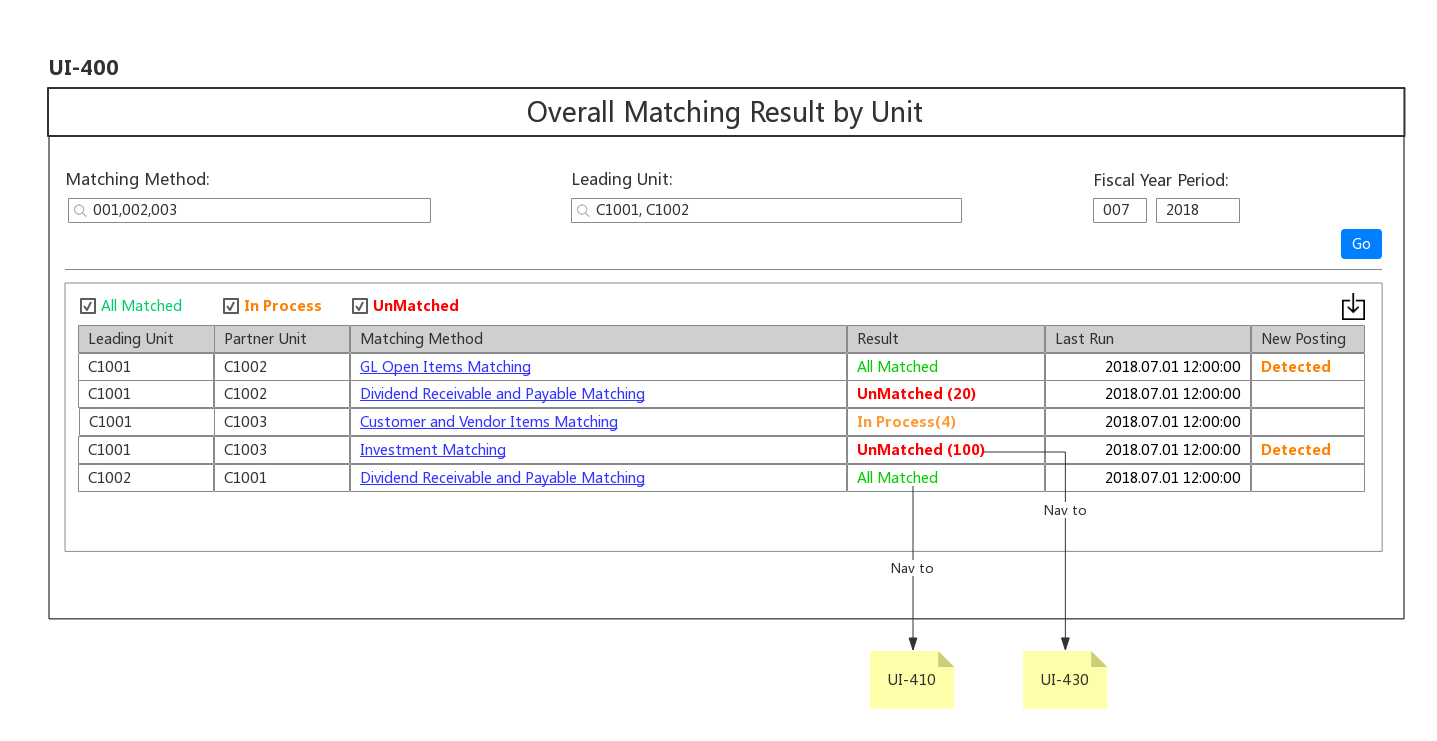 UI-400
Overall Matching Result by Unit
Matching Method: Leading Unit: Fiscal Year Period:
001,002,003 C1001, C1002 007 2018
Go
All Matched In Process UnMatched
Leading Unit Partner Unit Matching Method Result Last Run New Posting
C1001 C1002 GL Open Items Matching All Matched 2018.07.01 12:00:00 Detected
C1001 C1002 Dividend Receivable and Payable Matching UnMatched (20) 2018.07.01 12:00:00
C1001 C1003 Customer and Vendor Items Matching In Process(4) 2018.07.01 12:00:00
C1001 C1003 Investment Matching UnMatched (100) 2018.07.01 12:00:00 Detected
C1002 C1001 Dividend Receivable and Payable Matching All Matched 2018.07.01 12:00:00
Nav to
Nav to
UI-410 UI-430